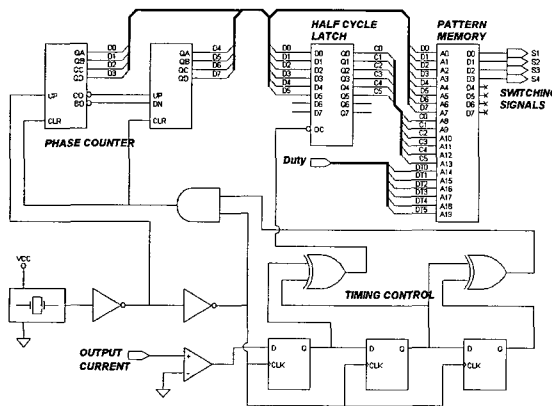 HALF CYCLE
LATCH
PATTERN
MEMORY
QA
QB
QC
QD
D0
D1
D2
D3
UP
CO
BO
CLR
QA
QB
QC
QD
D4
D5
D6
D7
UP
DN
CLR
PHASE COUNTER
D0
D1
D2
D3
D4
D5
D0
D1
D2
D3
D4
D5
D6
D7
OC
Q0
Q1
Q2
Q3
Q4
Q5
Q6
Q7
C0
C1
C2
C3
C4
C5
D0
D1
D2
D3
D4
D5
D6
D7
C0
C1
C2
C3
C4
C5
DT0
DT1
DT2
DT3
DT4
DT5
A0
A1
A2
A3
A4
A5
A6
A7
A8
A9
A10
A11
A12
A13
A14
A15
A16
A17
A18
A19
D0
D1
D2
D3
D4
D5
D6
D7
S1
S2
S3
S4
SWITCHING
SIGNALS
Duty
VCC
TIMING CONTROL
OUTPUT
CURRENT
+
-
D
Q
CLK
D
Q
CLK
D
Q
CLK